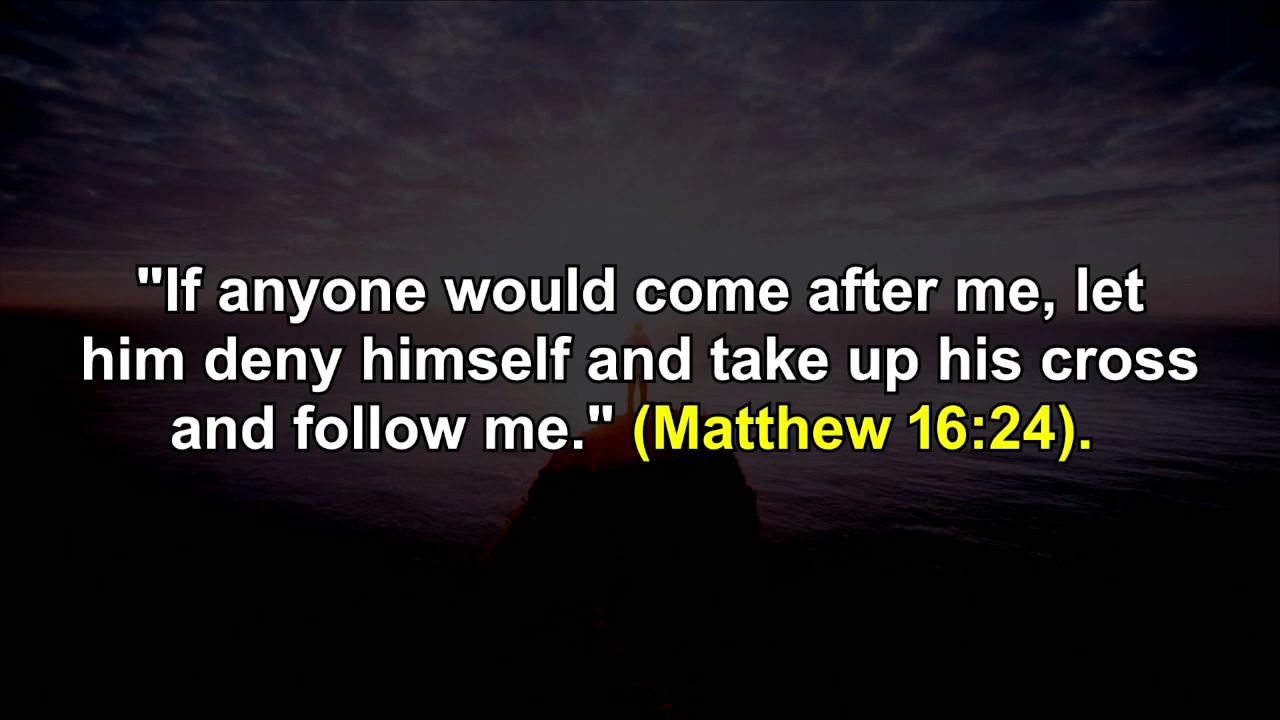 "If anyone would come after me, let
him deny himself and take up his cross
and follow me." (Matthew 16:24).